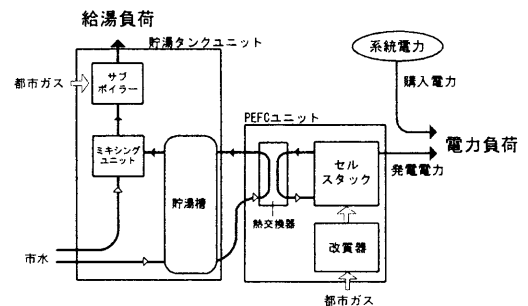 給湯負荷
貯湯タンクユニット
系統電力
都市ガス
サブ
ボイラー
購入電力
PEFCユニット
ミキシング
ユニット
電力負荷
セル
スタック
発電電力
貯湯槽
熱交換器
改質器
市水
都市ガス